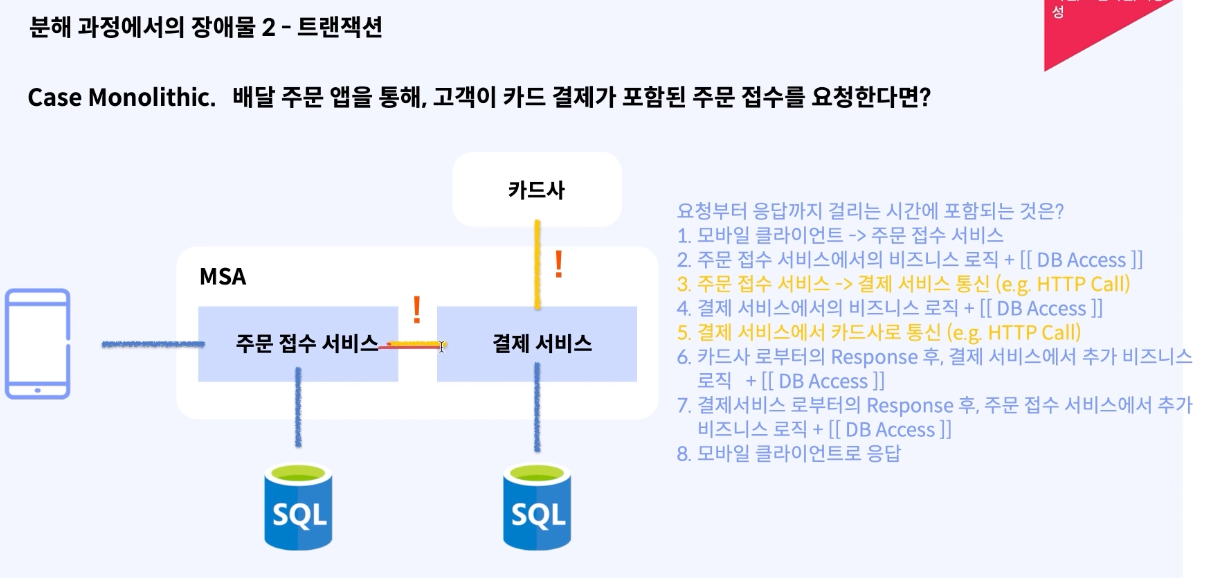 분해 과정에서의 장애물 2 - 트랜잭션
성
Case Monolithic. 배달 주문 앱을 통해, 고객이 카드 결제가 포함된 주문 접수를 요청한다면?
카드사
!
MSA
!
주문 접수 서비스
결제 서비스
SQL
SQL
요청부터 응답까지 걸리는 시간에 포함되는 것은?
1. 모바일 클라이언트 -> 주문 접수 서비스
2. 주문 접수 서비스에서의 비즈니스 로직 + [[ DB Access ]]
3. 주문 접수 서비스 -> 결제 서비스 통신 (e.g. HTTP Call)
4. 결제 서비스에서의 비즈니스 로직 + [[ DB Access ]]
5. 결제 서비스에서 카드사로 통신 (e.g. HTTP Call)
6. 카드사 로부터의 Response 후, 결제 서비스에서 추가 비즈니스
로직 + [[ DB Access ]]
7. 결제서비스 로부터의 Response 후, 주문 접수 서비스에서 추가
비즈니스 로직 + [[ DB Access ]]
8. 모바일 클라이언트로 응답